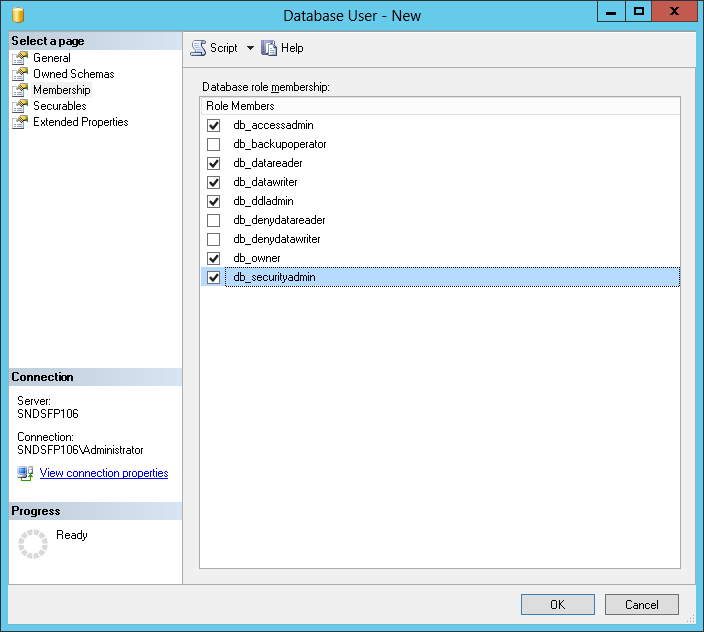 Database User - New
Select a page
General
Owned Schemas
Membership
Securables
Extended Properties
Script
Help
Database role membership:
Role Members
db_accessadmin
db_backupoperator
db_datareader
db_datawriter
db_ddladmin
db_denydatareader
db_denydatawriter
db_owner
db_securityadmin
Connection
Server:
SNDSFP106
Connection:
SNDSFP106\Administrator
View connection properties
Progress
Ready
OK
Cancel